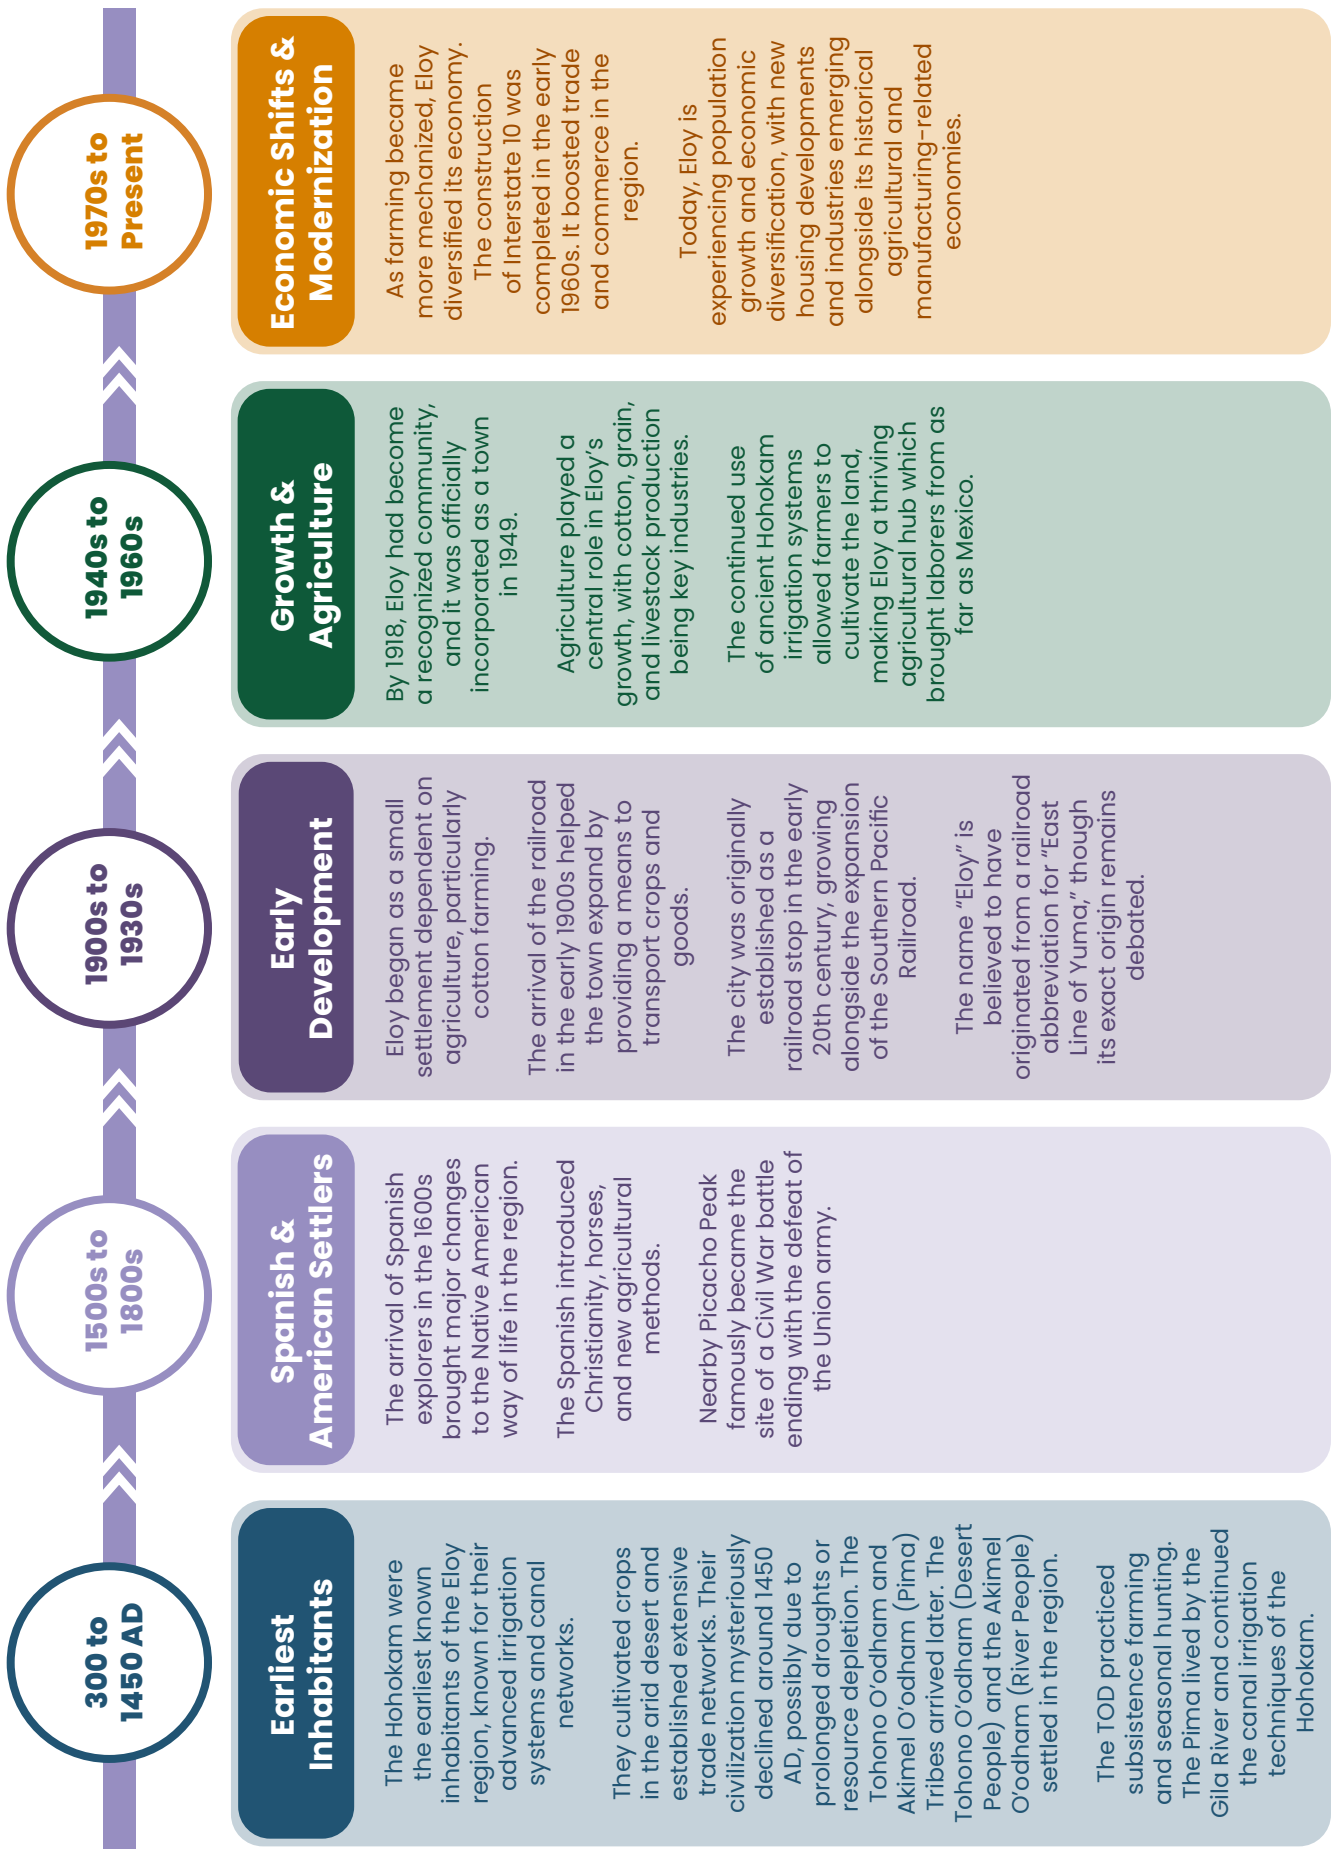 300 to
1450 AD
Earliest
Inhabitants
The Hohokam were
the earliest known
inhabitants of the Eloy
region, known for their
advanced irrigation
systems and canal
networks.
They cultivated crops
in the arid desert and
established extensive
trade networks. Their
civilization mysteriously
declined around 1450
AD, possibly due to
prolonged droughts or
resource depletion. The
Tohono O’odham and
Akimel O’odham (Pima)
Tribes arrived later. The
Tohono O’odham (Desert
People) and the Akimel
O’odham (River People)
settled in the region.
The TOD practiced
subsistence farming
and seasonal hunting.
The Pima lived by the
Gila River and continued
the canal irrigation
techniques of the
Hohokam.
1500s to
1800s
Spanish &
American Settlers
The arrival of Spanish
explorers in the 1600s
brought major changes
to the Native American
way of life in the region.
The Spanish introduced
Christianity, horses,
and new agricultural
methods.
Nearby Picacho Peak
famously became the
site of a Civil War battle
ending with the defeat of
the Union army.
1900s to
1930s
Early
Development
Eloy began as a small
settlement dependent on
agriculture, particularly
cotton farming.
The arrival of the railroad
in the early 1900s helped
the town expand by
providing a means to
transport crops and
goods.
The city was originally
established as a
railroad stop in the early
20th century, growing
alongside the expansion
of the Southern Pacific
Railroad.
The name “Eloy” is
believed to have
originated from a railroad
abbreviation for “East
Line of Yuma,” though
its exact origin remains
debated.
1940s to
1960s
Growth &
Agriculture
By 1918, Eloy had become
a recognized community,
and it was officially
incorporated as a town
in 1949.
Agriculture played a
central role in Eloy’s
growth, with cotton, grain,
and livestock production
being key industries.
The continued use
of ancient Hohokam
irrigation systems
allowed farmers to
cultivate the land,
making Eloy a thriving
agricultural hub which
brought laborers from as
far as Mexico.
1970s to
Present
Economic Shifts &
Modernization
As farming became
more mechanized, Eloy
diversified its economy.
The construction
of Interstate 10 was
completed in the early
1960s. It boosted trade
and commerce in the
region.
Today, Eloy is
experiencing population
growth and economic
diversification, with new
housing developments
and industries emerging
alongside its historical
agricultural and
manufacturing-related
economies.